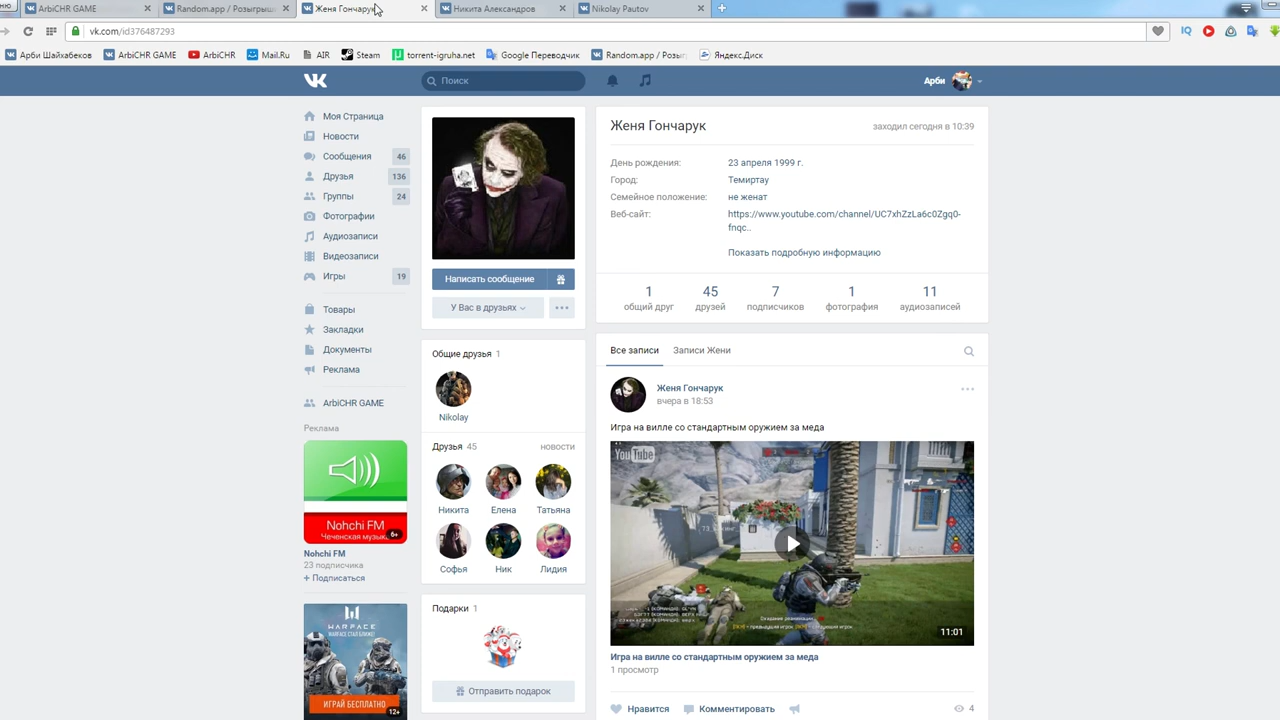 ню
ArbiCHR GAME
Random.app / Розыгрыш
Женя Гончарук
Никита Александров
Nikolay Pautov
vk.com/id376487293
Арби Шайхабеков
ArbiCHR GAME
ArbiCHR
Mail.Ru
AIR
Steam
torrent-igruha.net
Google Переводчик
Random.app / Розыг
Яндекс.Диск
Поиск
Арби
Моя Страница
Новости
Сообщения 46
Друзья 136
Группы 24
Фотографии
Аудиозаписи
Видеозаписи
Игры 19
Товары
Закладки
Документы
Реклама
ArbiCHR GAME
Реклама
Nohchi FM
Чеченская музыка
6+
Nohchi FM
23 подписчика
+ Подписаться
WARFACE
WARFACE СТАЛ БЛИЖЕ!
ИГРАЙ БЕСПЛАТНО
12+
Написать сообщение
У Вас в друзьях
Общие друзья 1
Nikolay
Друзья 45 новости
Никита Елена Татьяна
Софья Ник Лидия
Подарки 1
Отправить подарок
Женя Гончарук
заходил сегодня в 10:39
День рождения: 23 апреля 1999 г.
Город: Темиртау
Семейное положение: не женат
Веб-сайт: https://www.youtube.com/channel/UC7xhZzLa6c0Zgq0-
fnqc..
Показать подробную информацию
1 45 7 1 11
общий друг друзей подписчиков фотография аудиозаписей
Все записи Записи Жени
Женя Гончарук
вчера в 18:53
Игра на вилле со стандартным оружием за меда
YouTube
11:01
Игра на вилле со стандартным оружием за меда
1 просмотр
Нравится Комментировать 4